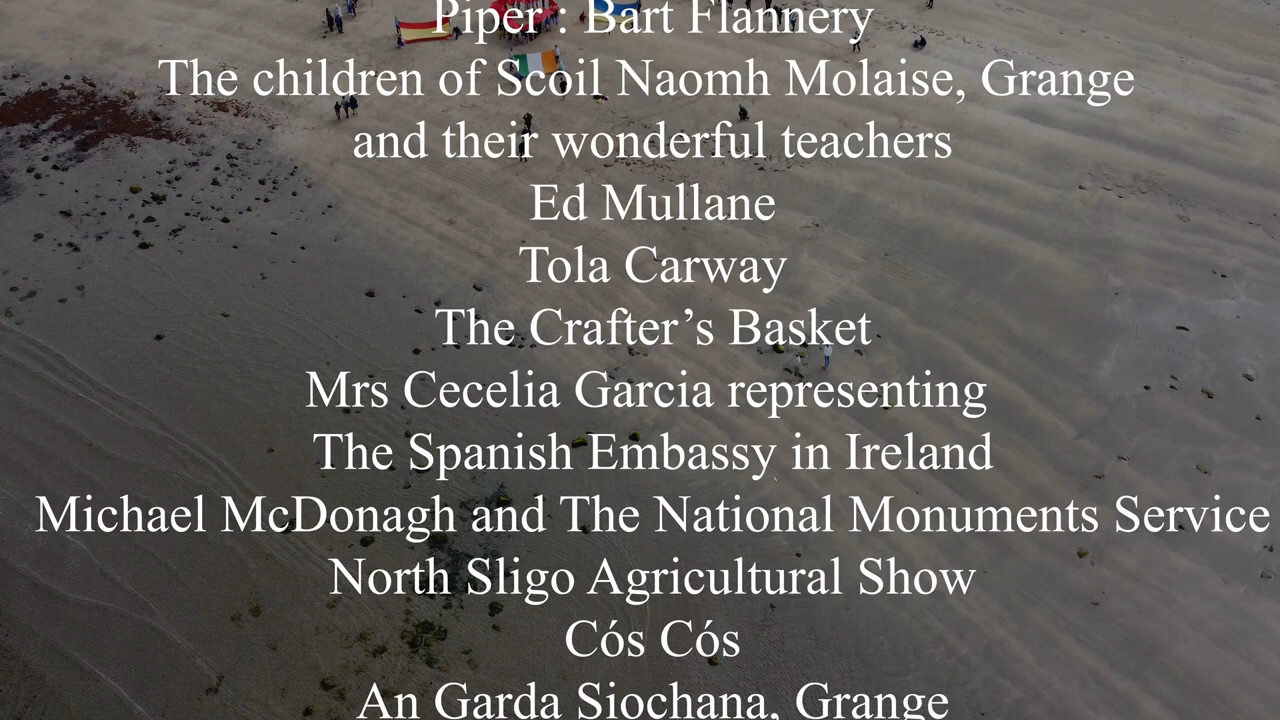 Piper : Bart Flannery
The children of Scoil Naomh Molaise, Grange
and their wonderful teachers
Ed Mullane
Tola Carway
The Crafter’s Basket
Mrs Cecelia Garcia representing
The Spanish Embassy in Ireland
Michael McDonagh and The National Monuments Service
North Sligo Agricultural Show
Cós Cós
An Garda Siochana, Grange